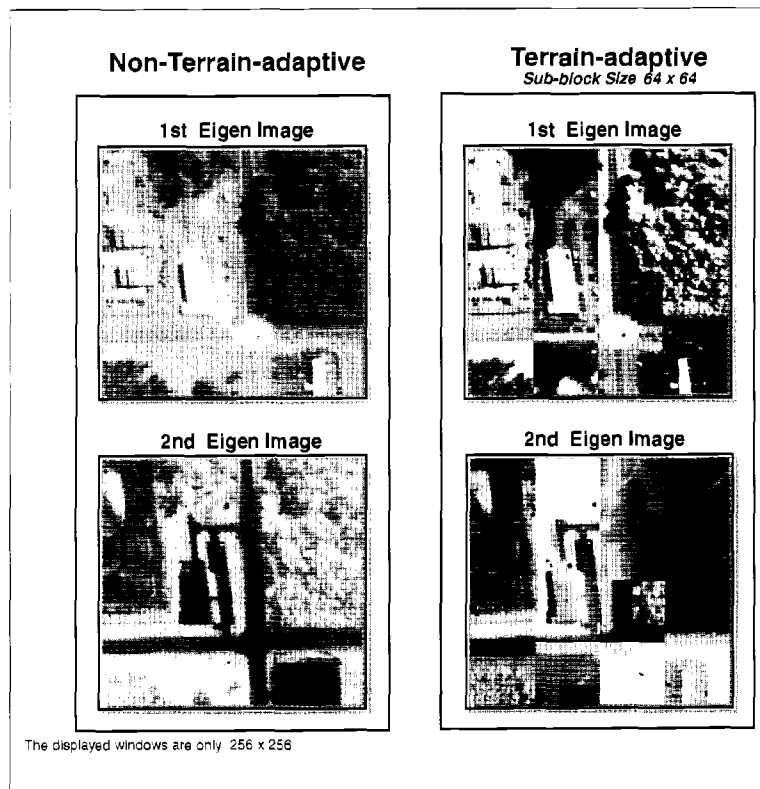 Non-Terrain-adaptive
1st Eigen Image
2nd Eigen Image
Terrain-adaptive
Sub-block Size 64 x 64
1st Eigen Image
2nd Eigen Image
The displayed windows are only 256 x 256